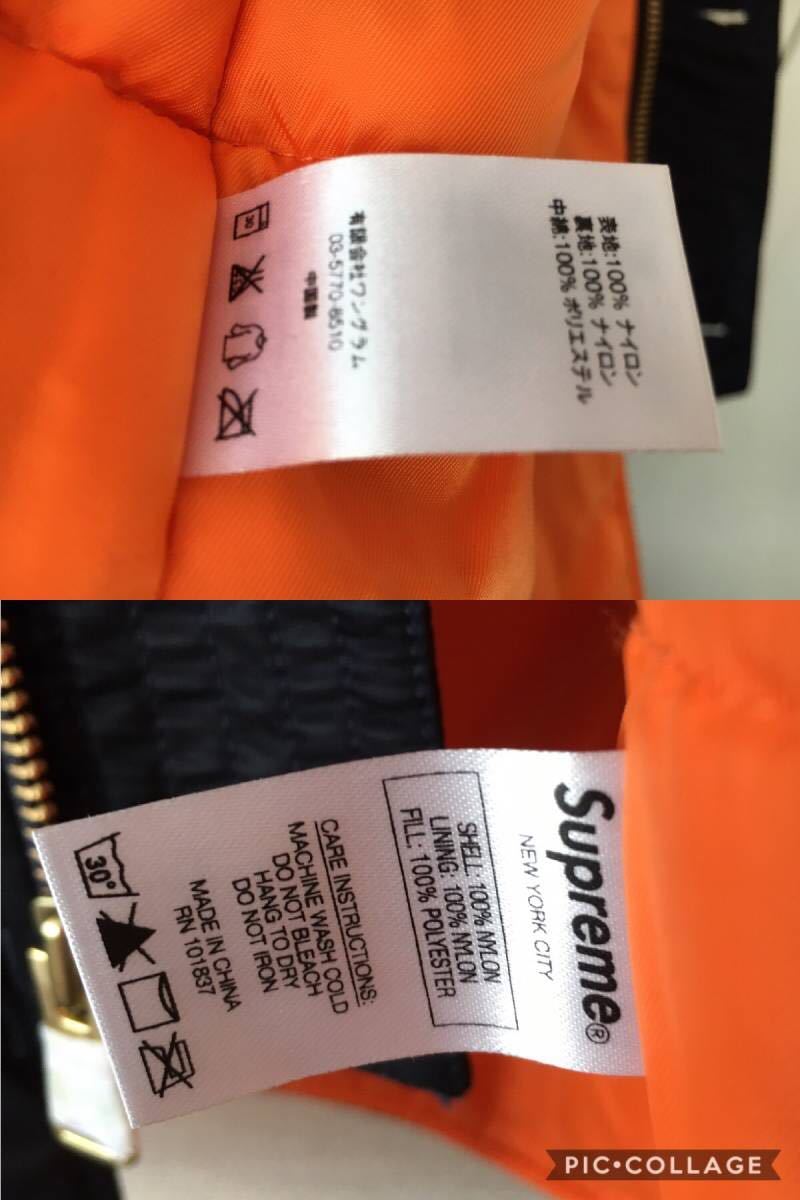 表地:100% ナイロン
裏地:100% ナイロン
中綿:100% ポリエステル
有限会社ワングラム
03-5770-8510
中国製
30
Supreme®
NEW YORK CITY
SHELL: 100% NYLON
LINING: 100% NYLON
FILL: 100% POLYESTER
CARE INSTRUCTIONS:
MACHINE WASH COLD
DO NOT BLEACH
HANG TO DRY
DO NOT IRON
MADE IN CHINA
RN 101837
30°
PIC•COLLAGE